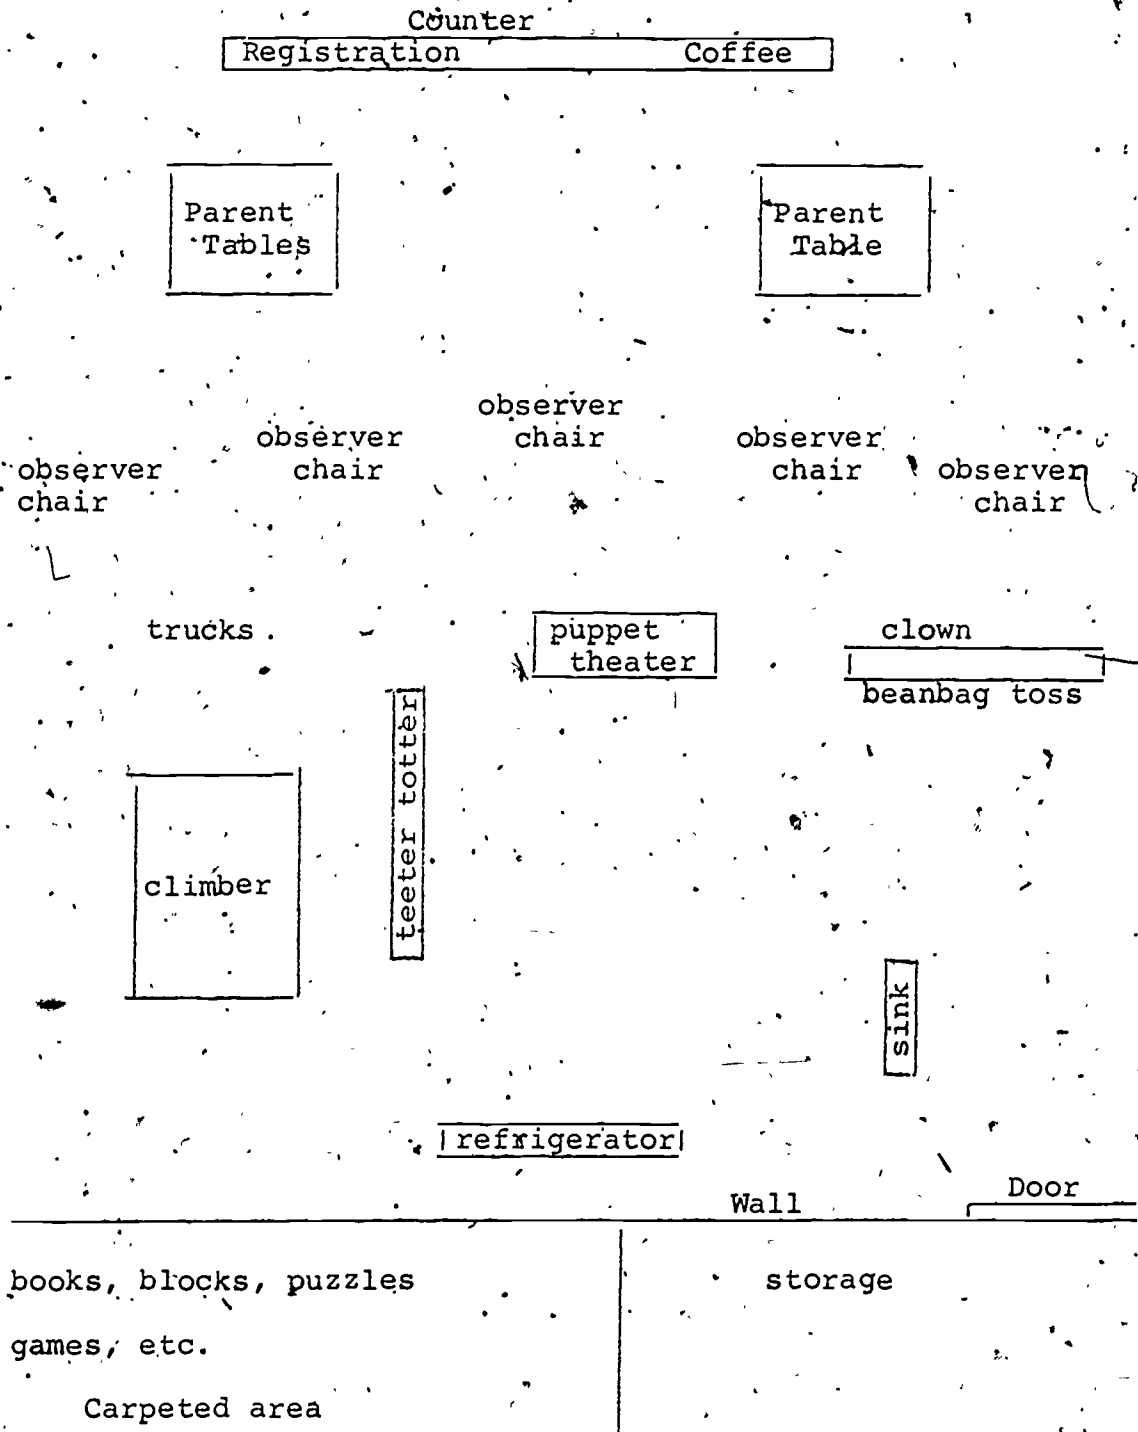 Counter
Registration Coffee
Parent
Tables
Parent
Table
observer
chair
observer
chair
observer
chair
observer
chair
observer
chair
trucks
puppet
theater
clown
beanbag toss
teeter totter
climber
sink
refrigerator
Wall
Door
books, blocks, puzzles
games, etc.
Carpeted area
storage